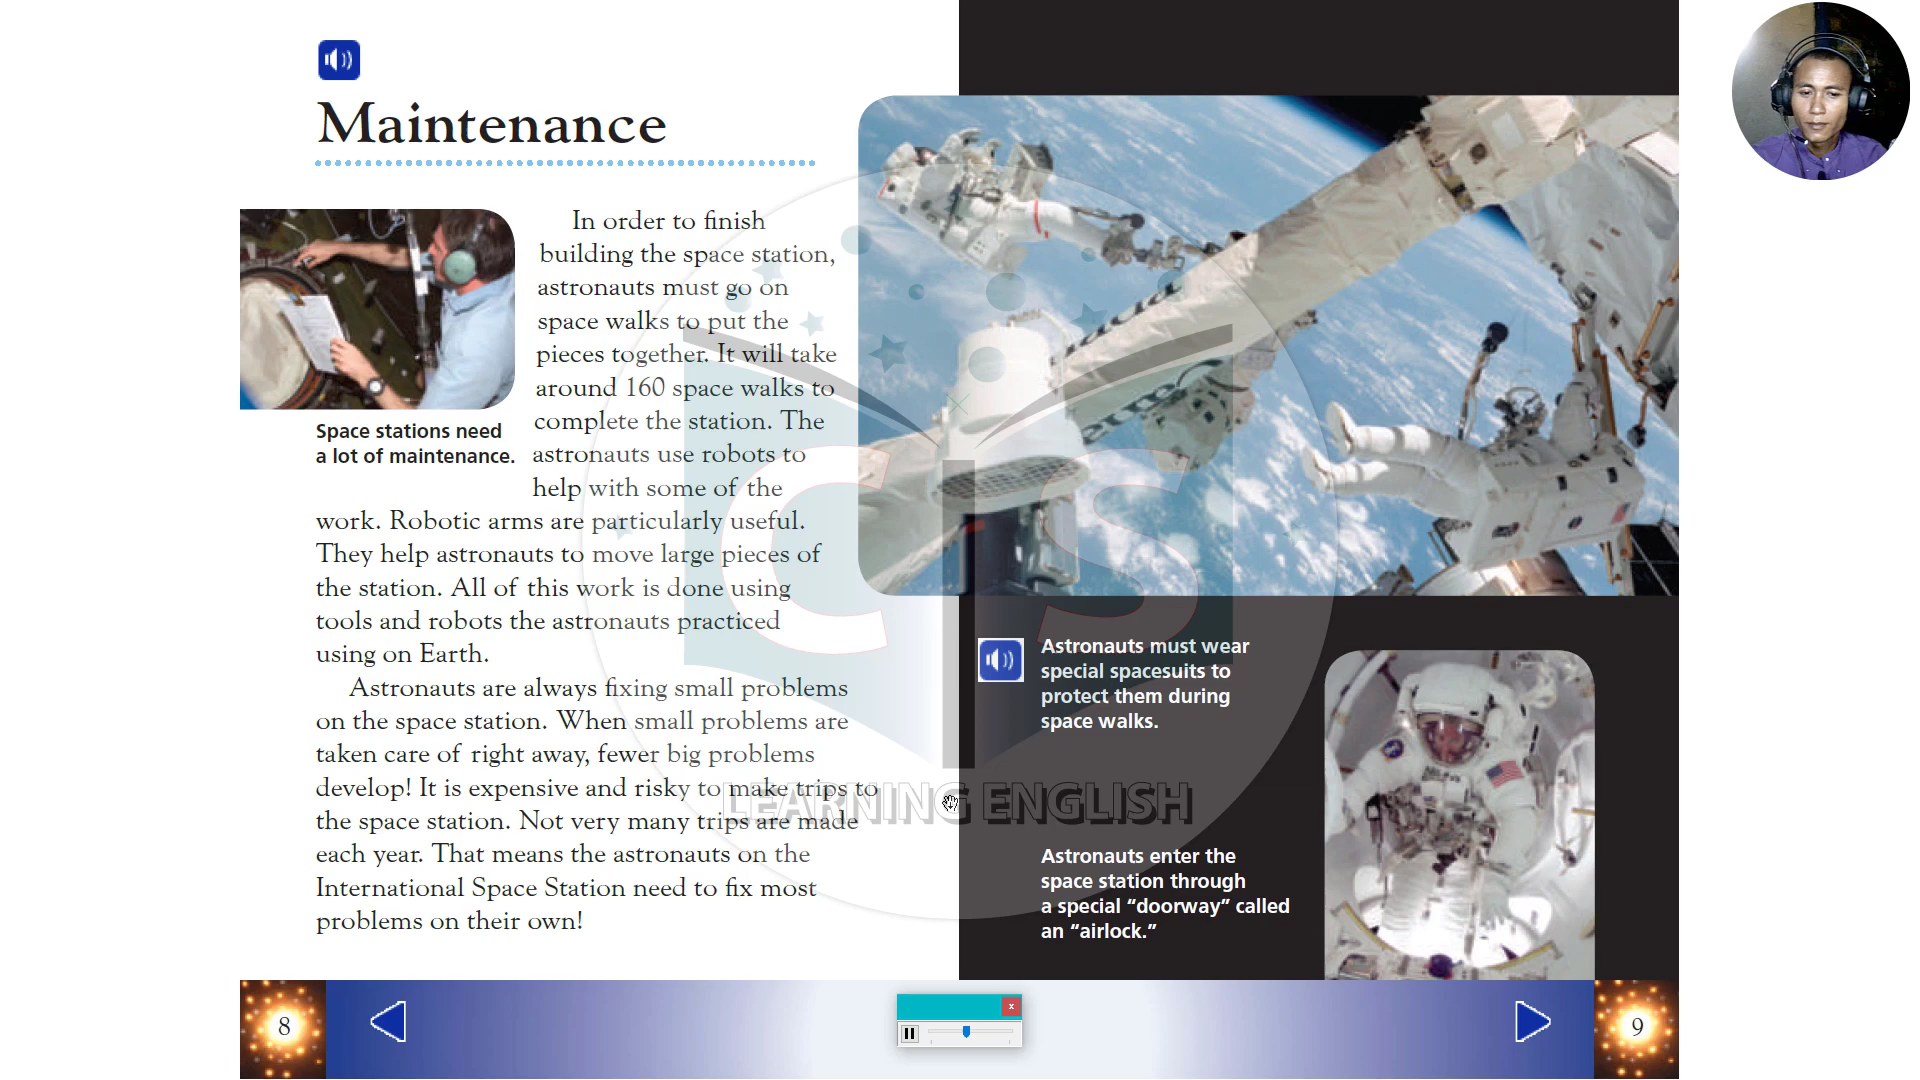 Maintenance
In order to finish
building the space station,
astronauts must go on
space walks to put the
pieces together. It will take
around 160 space walks to
complete the station. The
astronauts use robots to
help with some of the
work. Robotic arms are particularly useful.
They help astronauts to move large pieces of
the station. All of this work is done using
tools and robots the astronauts practiced
using on Earth.
Astronauts are always fixing small problems
on the space station. When small problems are
taken care of right away, fewer big problems
develop! It is expensive and risky to make trips to
the space station. Not very many trips are made
each year. That means the astronauts on the
International Space Station need to fix most
problems on their own!
Space stations need
a lot of maintenance.
Astronauts must wear
special spacesuits to
protect them during
space walks.
Astronauts enter the
space station through
a special “doorway” called
an “airlock.”
CIS
LEARNING ENGLISH
8
x
9